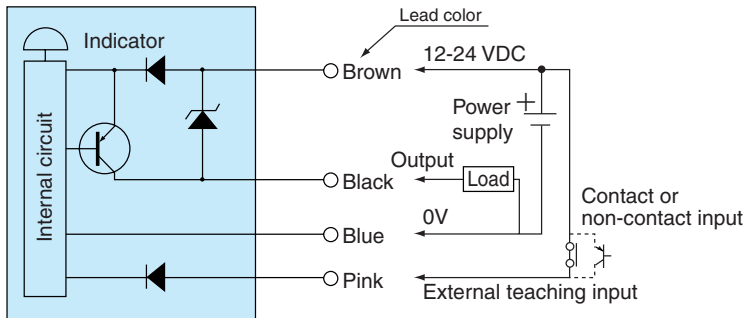 Lead color
Indicator
12-24 VDC
Brown
Power
supply
Internal circuit
Output
Load
Black
Contact or
non-contact input
0V
Blue
Pink
External teaching input